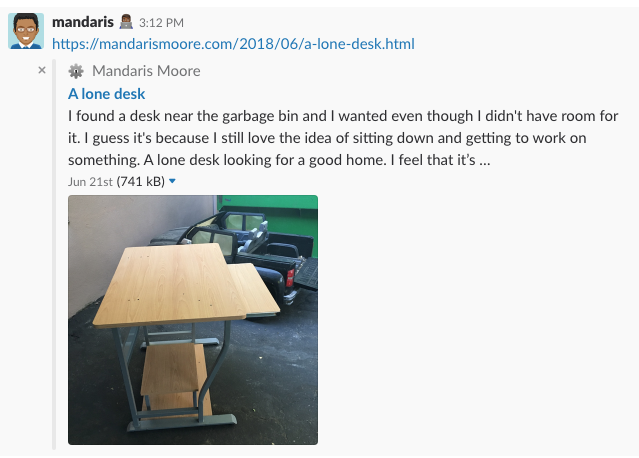 mandaris 3:12 PM
https://mandarismoore.com/2018/06/a-lone-desk.html
× Mandaris Moore
A lone desk
I found a desk near the garbage bin and I wanted even though I didn't have room for
it. I guess it's because I still love the idea of sitting down and getting to work on
something. A lone desk looking for a good home. I feel that it’s ...
Jun 21st (741 kB)